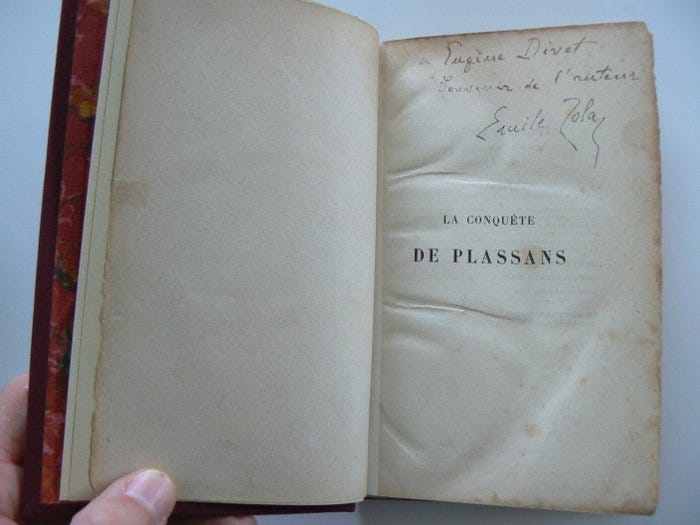 à Eugène Divet
Souvenir de l'auteur
Emile Zola
LA CONQUÊTE
DE PLASSANS